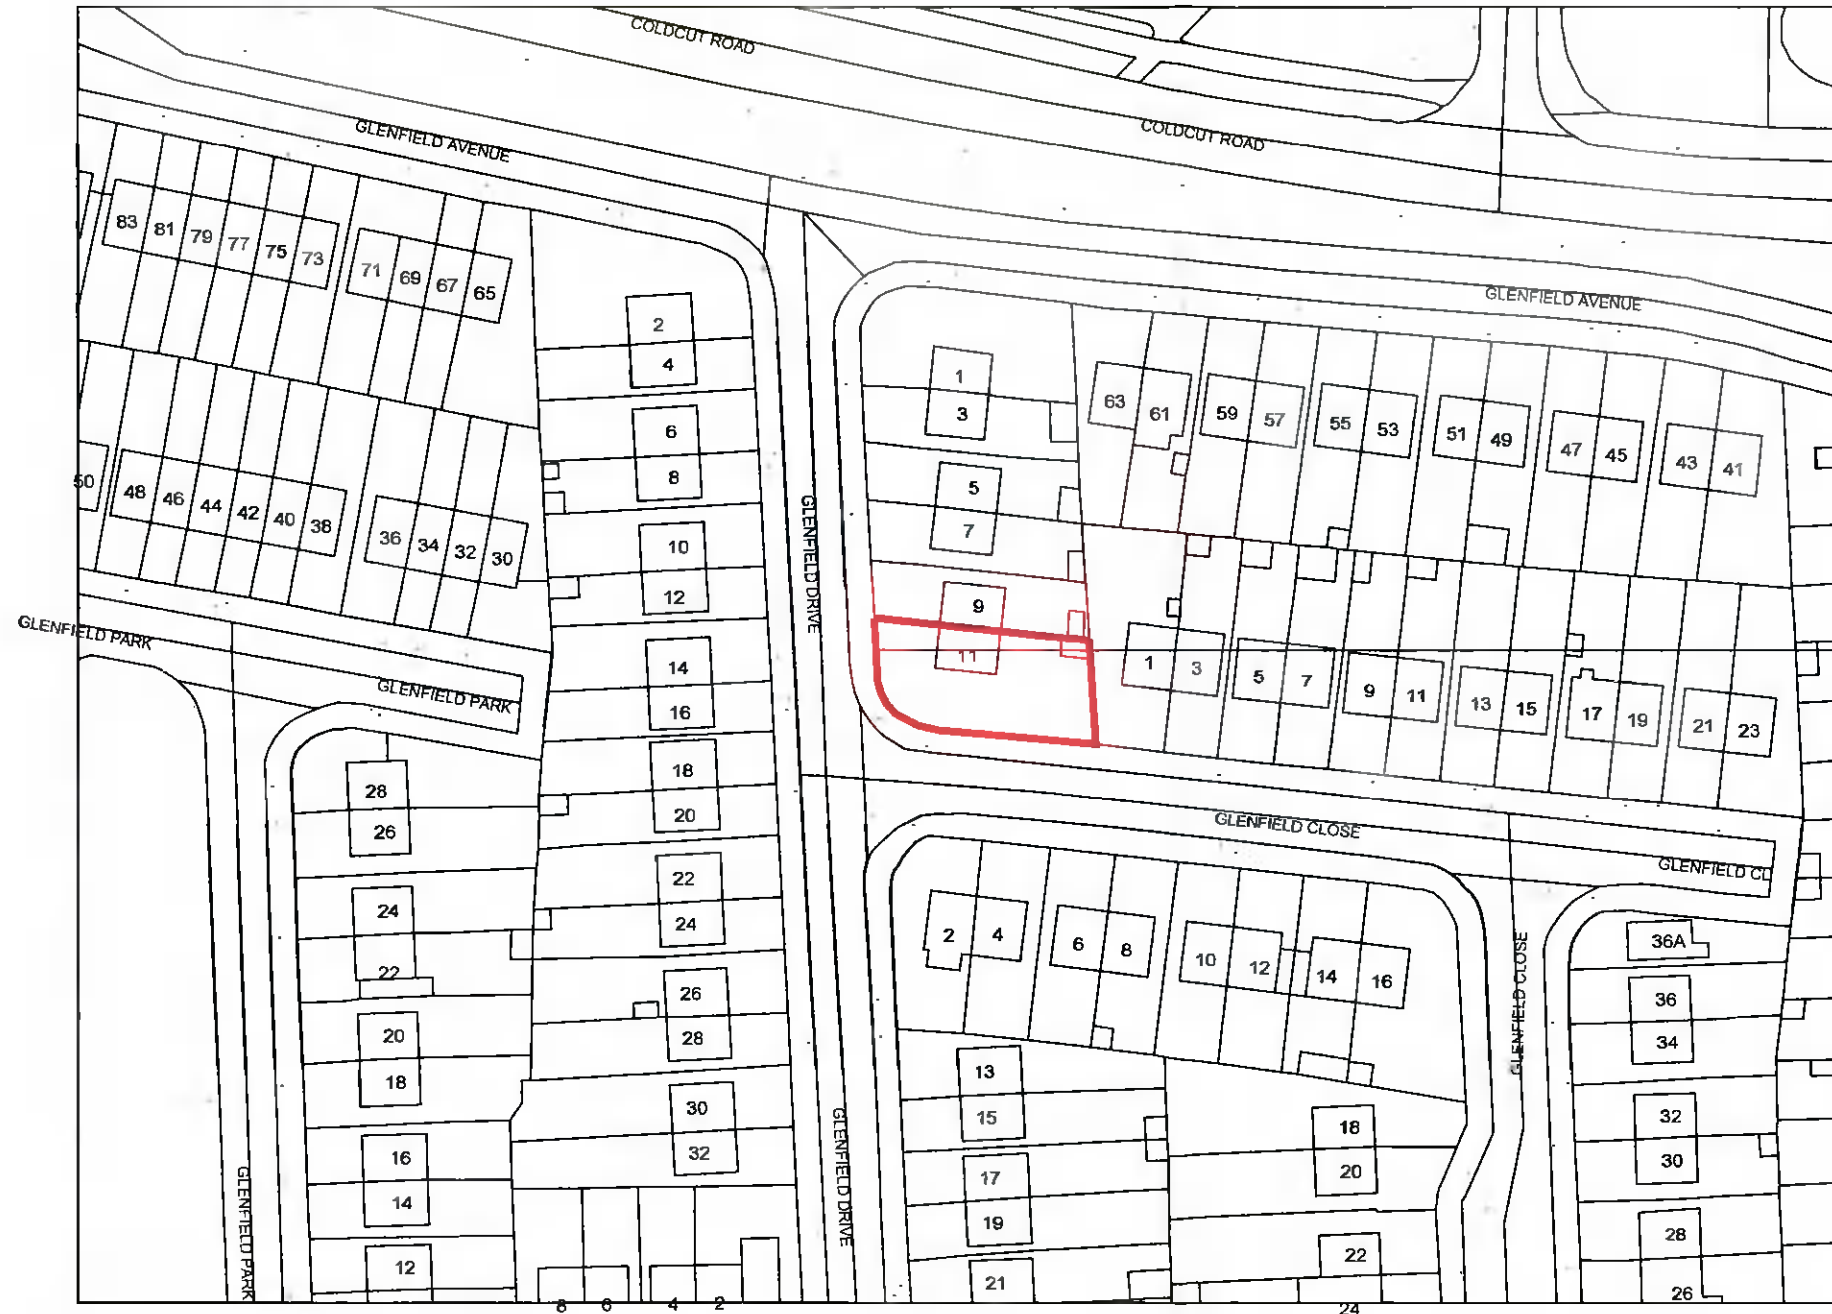 COLDCUT ROAD
COLDCUT ROAD
GLENFIELD AVENUE
GLENFIELD AVENUE
83 81 79 77 75 73
71 69 67 65
2
4
6
8
10
12
14
16
18
20
22
24
26
28
30
32
1
3
5
7
9
11
63 61 59 57 55 53 51 49 47 45 43 41
50 48 46 44 42 40 38
36 34 32 30
GLENFIELD DRIVE
GLENFIELD PARK
GLENFIELD PARK
1 3 5 7 9 11 13 15 17 19 21 23
GLENFIELD CLOSE
GLENFIELD CL
28
26
24
22
20
18
16
14
12
GLENFIELD PARK
2 4 6 8 10 12 14 16
GLENFIELD CLOSE
36A
36
34
32
30
28
26
13
15
17
19
21
18
20
22
24
GLENFIELD DRIVE
8 6 4 2